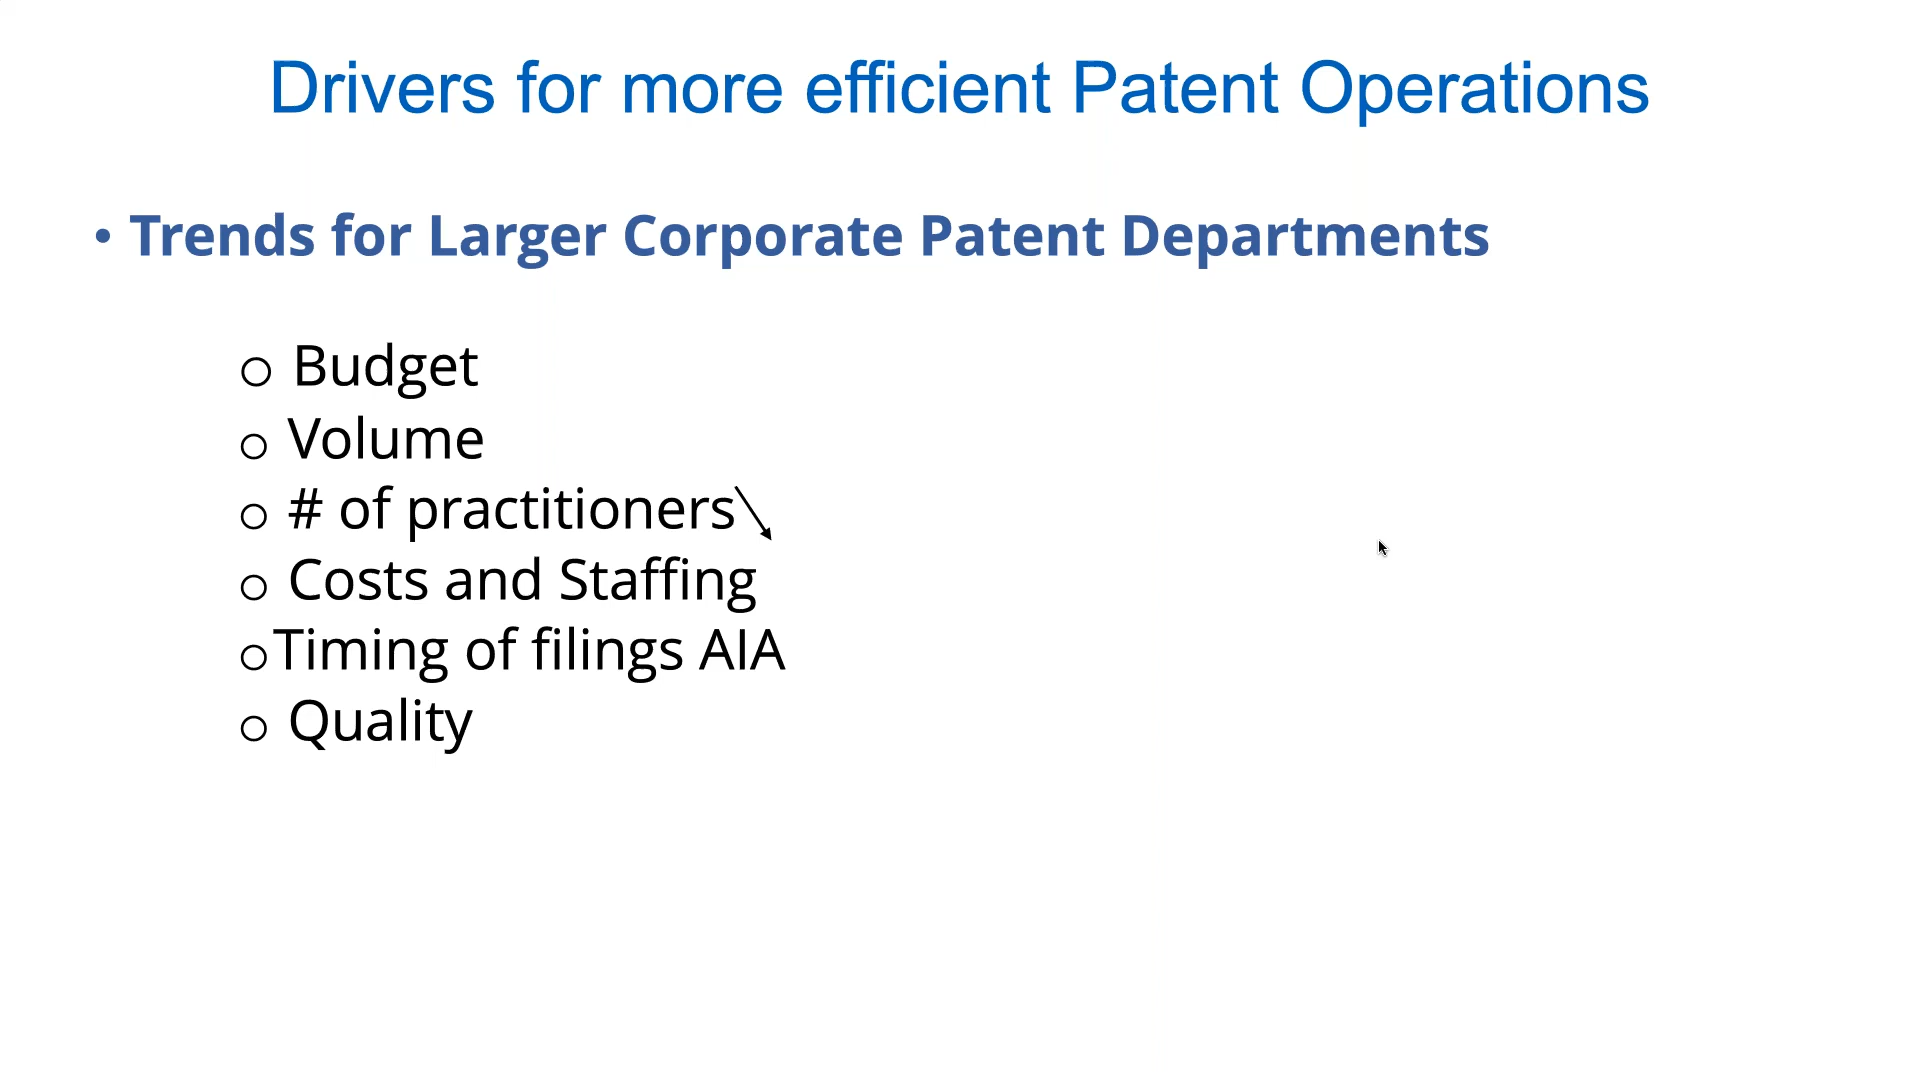 Drivers for more efficient Patent Operations
• Trends for Larger Corporate Patent Departments
○ Budget
○ Volume
○ # of practitioners
○ Costs and Staffing
○Timing of filings AIA
○ Quality